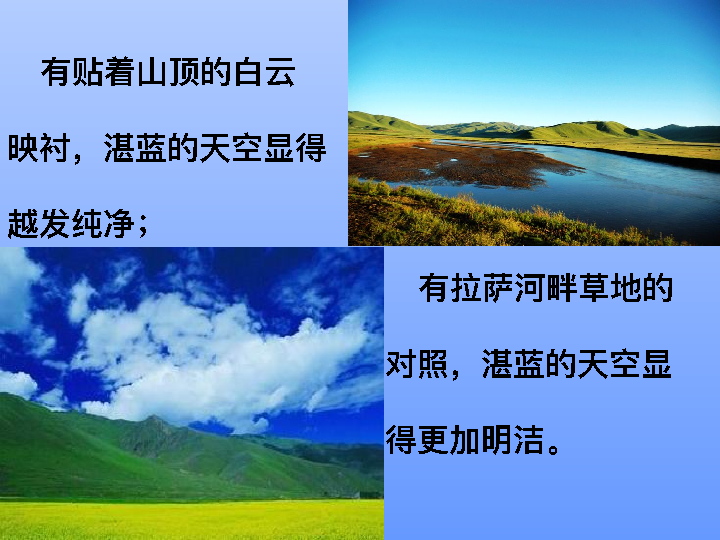 有贴着山顶的白云
映衬，湛蓝的天空显得
越发纯净；
有拉萨河畔草地的
对照，湛蓝的天空显
得更加明洁。